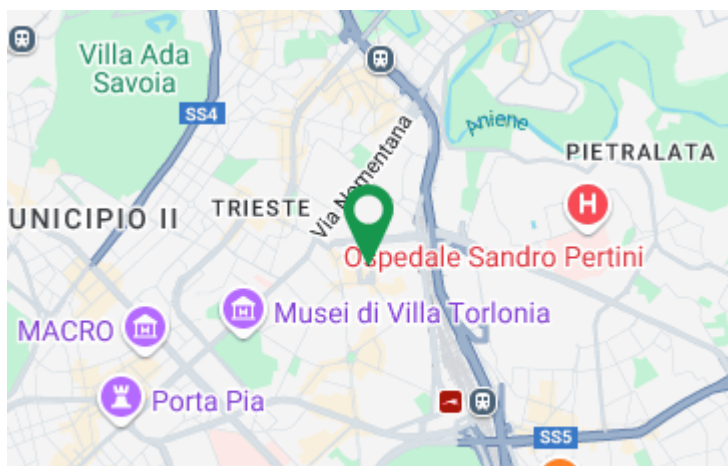 Villa Ada
Savoia
SS4
Aniene
PIETRALATA
Via Nomentana
TRIESTE
UNICIPIO II
H
Ospedale Sandro Pertini
Musei di Villa Torlonia
MACRO
Porta Pia
SS5